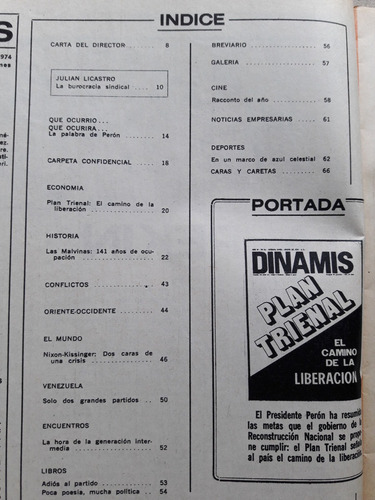 S
1974
INDICE
CARTA DEL DIRECTOR ........ 8
JULIAN LICASTRO
La burocracia sindical .... 10
QUE OCURRIO...
QUE OCURRIRA...
La palabra de Perón ........ 14
CARPETA CONFIDENCIAL ...... 18
ECONOMIA
Plan Trienal: El camino de la
liberación ........ 20
HISTORIA
Las Malvinas: 141 años de ocu-
pación ........ 22
CONFLICTOS ........ 43
ORIENTE-OCCIDENTE ........ 44
EL MUNDO
Nixon-Kissinger: Dos caras de
una crisis ........ 46
VENEZUELA
Solo dos grandes partidos .. 50
ENCUENTROS
La hora de la generación inter-
media ........ 52
LIBROS
Adiós al partido ........ 53
Poca poesía, mucha política .. 54
BREVIARIO ........ 56
GALERIA ........ 57
CINE
Racconto del año ........ 58
NOTICIAS EMPRESARIAS .... 61
DEPORTES
En un marco de azul celestial 62
CARAS Y CARETAS ........ 66
PORTADA
DINAMIS
PLAN
TRIENAL
EL
CAMINO
DE LA
LIBERACION
El Presidente Perón ha resumido
las metas que el gobierno de la
Reconstrucción Nacional se propo
ne cumplir: el Plan Trienal
al país el camino de la liberación